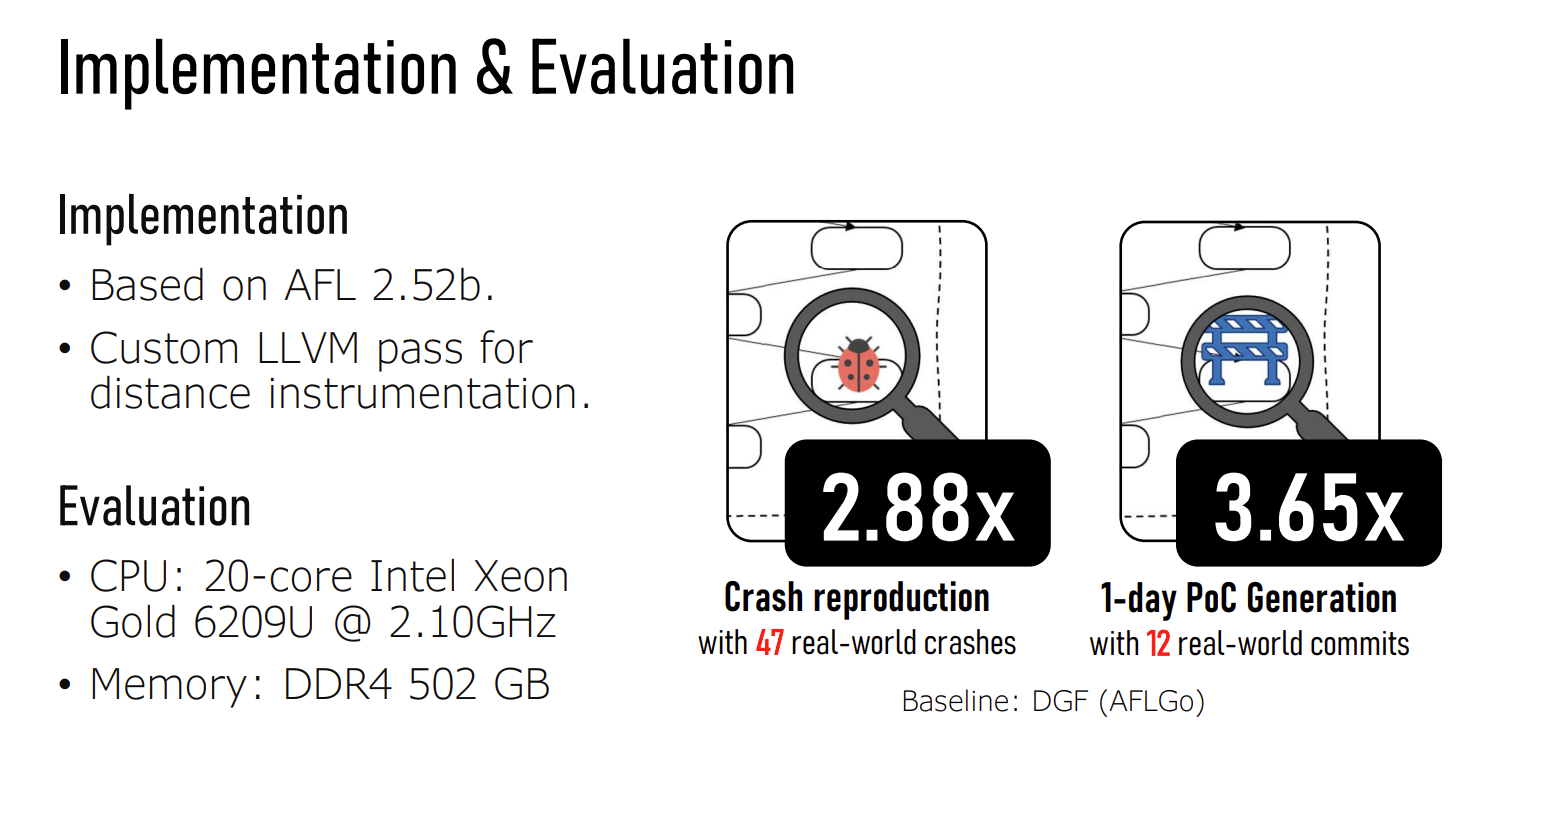 Implementation & Evaluation
Implementation
• Based on AFL 2.52b.
• Custom LLVM pass for
distance instrumentation.
Evaluation
• CPU: 20-core Intel Xeon
Gold 6209U @ 2.10GHz
• Memory: DDR4 502 GB
2.88x
Crash reproduction
with 47 real-world crashes
3.65x
1-day PoC Generation
with 12 real-world commits
Baseline: DGF (AFLGo)